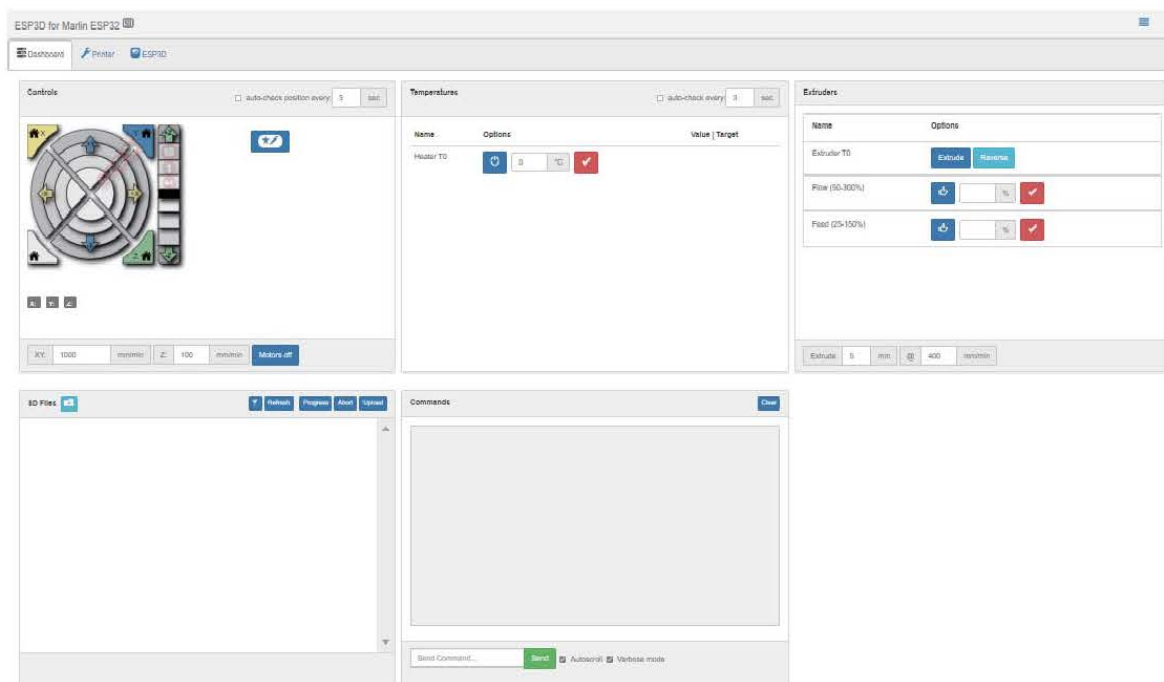 ESP3D for Marlin ESP32
Dashboard Printer ESP3D
Controls
auto-check position every: 3 sec
X Y
Z
X: Y: Z:
XY: 1000 mm/min Z: 100 mm/min Motors off
Temperatures
auto-check every: 3 sec
Name Options Value | Target
Heater T0 0 °C
Extruders
Name Options
Extruder T0 Extrude Reverse
Flow (50-300%) %
Feed (25-150%) %
Extrude 5 mm @ 400 mm/min
SD Files Refresh Progress Abort Upload
Commands Clear
Send Command... Send Autoscroll Verbose mode